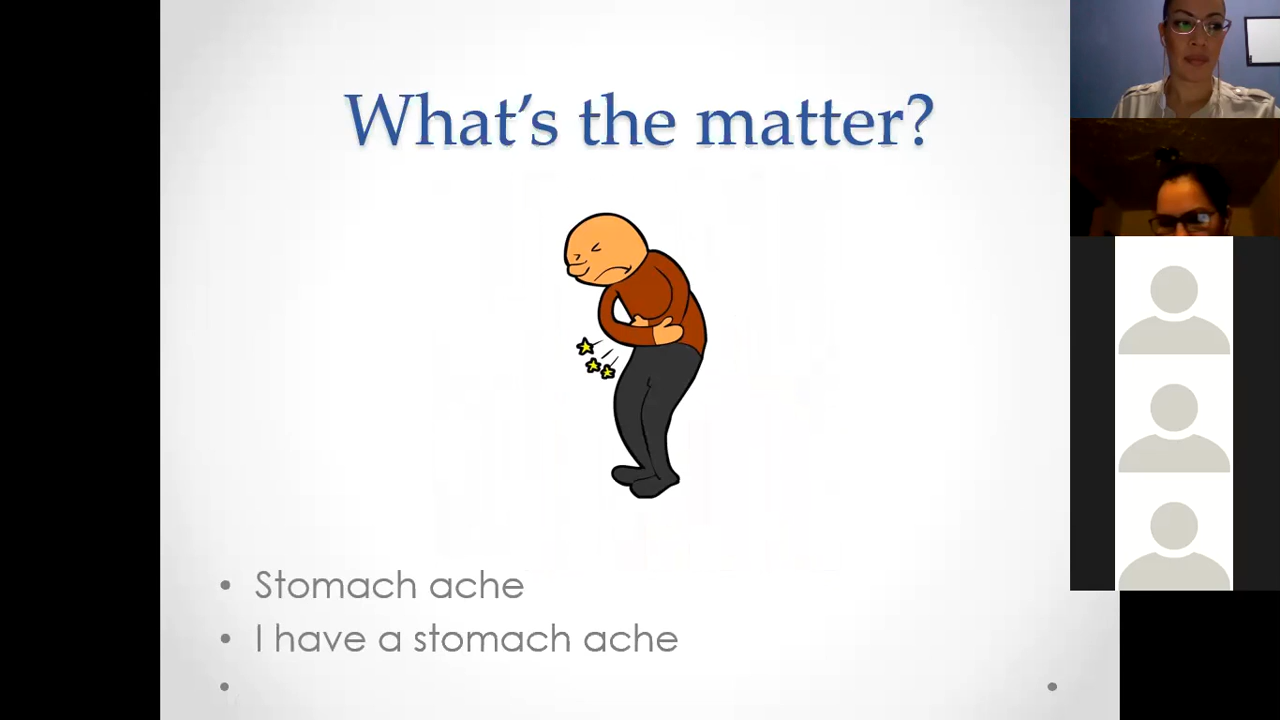 What's the matter?
• Stomach ache
• I have a stomach ache